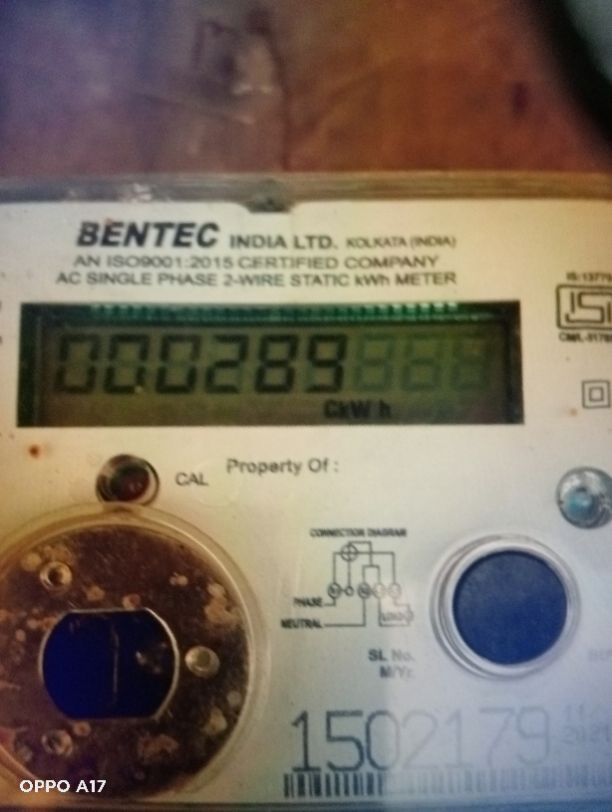 BENTEC INDIA LTD. KOLKATA (INDIA)
AN ISO9001:2015 CERTIFIED COMPANY
AC SINGLE PHASE 2-WIRE STATIC kWh METER
000289
CkWh
CAL
Property Of :
CONNECTION DIAGRAM
PHASE
NEUTRAL
LOAD
SL No.
M/Yr.
1502179
OPPO A17